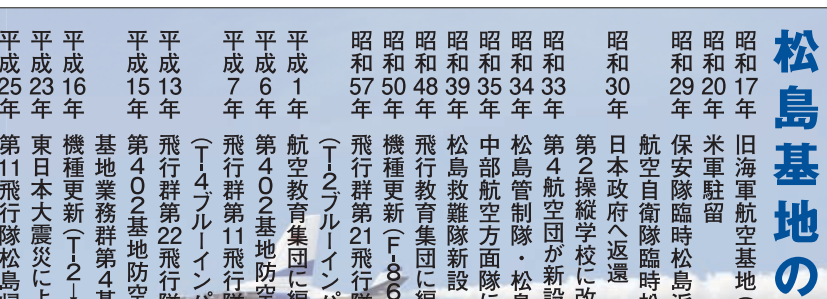 松島基地の
昭和17年 旧海軍航空基地
昭和20年 米軍駐留
昭和29年 保安隊臨時松島派
航空自衛隊臨時松
昭和30年 日本政府へ返還
第2操縦学校に改
昭和33年 第4航空団が新設
昭和34年 松島管制隊・松島
昭和35年 中部航空方面隊に
昭和39年 松島救難隊新設
昭和48年 飛行教育集団に編
昭和50年 機種更新(F-86
昭和57年 飛行群第21飛行隊
(T-2ブルーインパ
平成1年 航空教育集団に編
平成6年 第402基地防空
平成7年 飛行群第11飛行隊
(T-4ブルーインパ
平成13年 飛行群第22飛行隊
平成15年 第402基地防空
基地業務群第4基
平成16年 機種更新(T-2→
平成23年 東日本大震災によ
平成25年 第11飛行隊松島帰